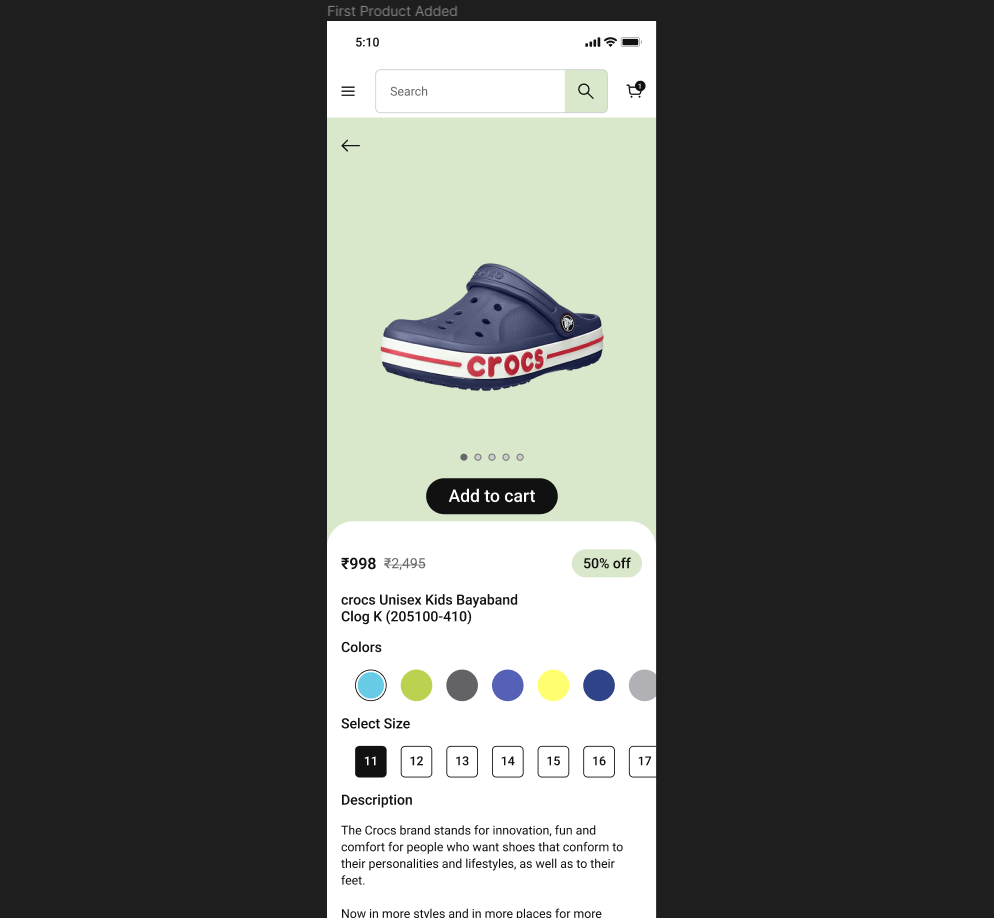 First Product Added
5:10
Search
1
crocs
Add to cart
₹998 ₹2,495
50% off
crocs Unisex Kids Bayaband
Clog K (205100-410)
Colors
Select Size
11 12 13 14 15 16 17
Description
The Crocs brand stands for innovation, fun and
comfort for people who want shoes that conform to
their personalities and lifestyles, as well as to their
feet.
Now in more styles and in more places for more